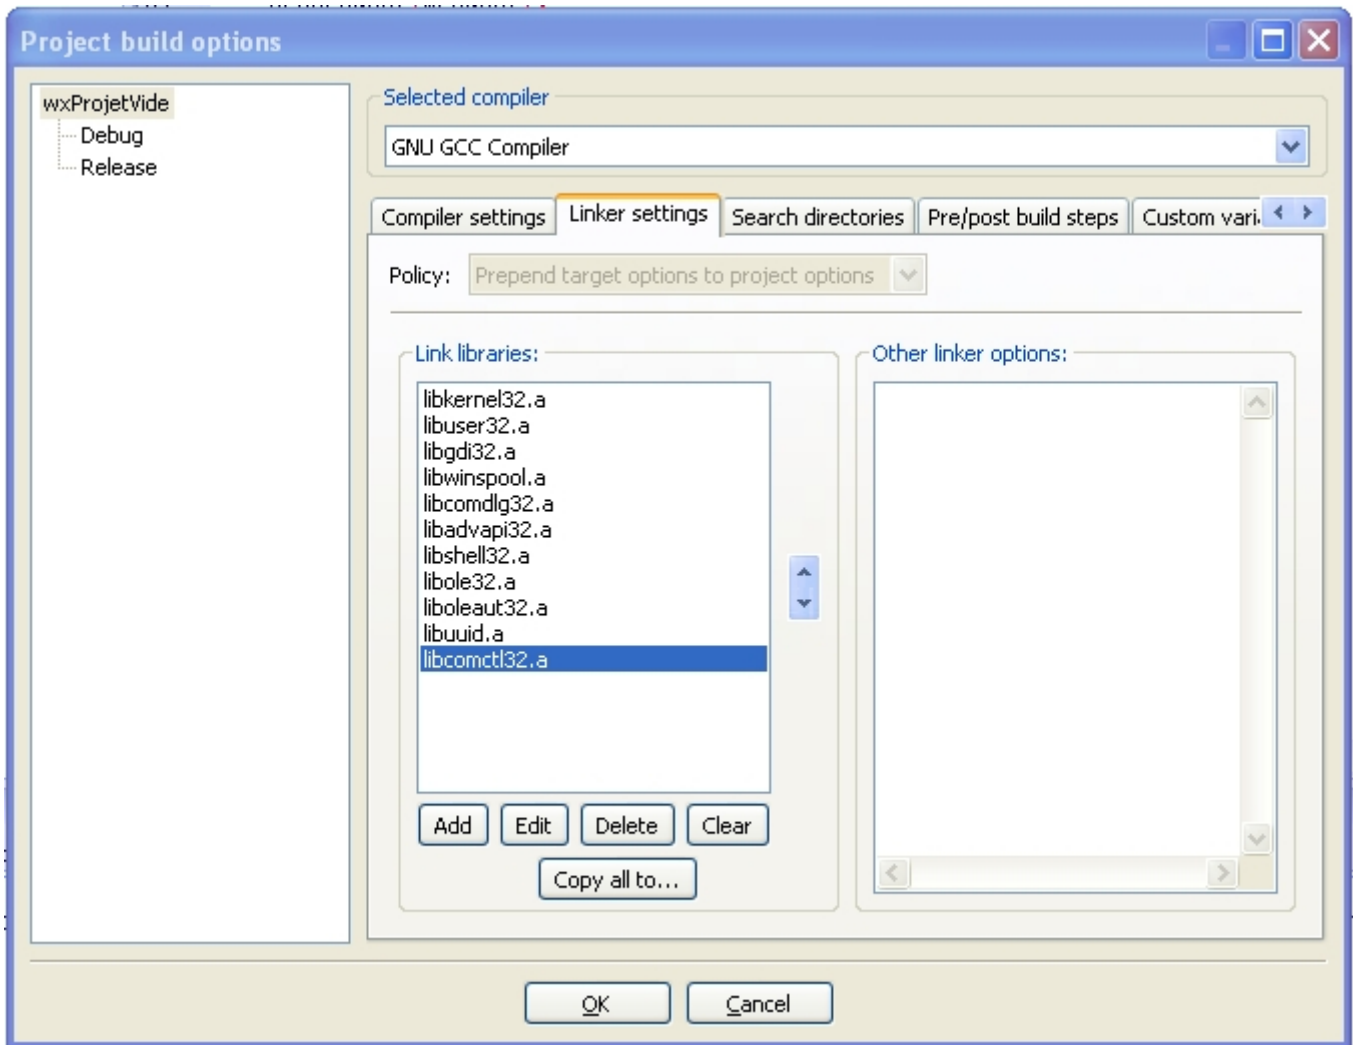 Project build options
wxProjetVide
Debug
Release
Selected compiler
GNU GCC Compiler
Compiler settings
Linker settings
Search directories
Pre/post build steps
Custom vari
Policy:
Prepend target options to project options
Link libraries:
libkernel32.a
libuser32.a
libgdi32.a
libwinspool.a
libcomdlg32.a
libadvapi32.a
libshell32.a
libole32.a
liboleaut32.a
libuuid.a
libcomctl32.a
Add
Edit
Delete
Clear
Copy all to...
Other linker options:
OK
Cancel